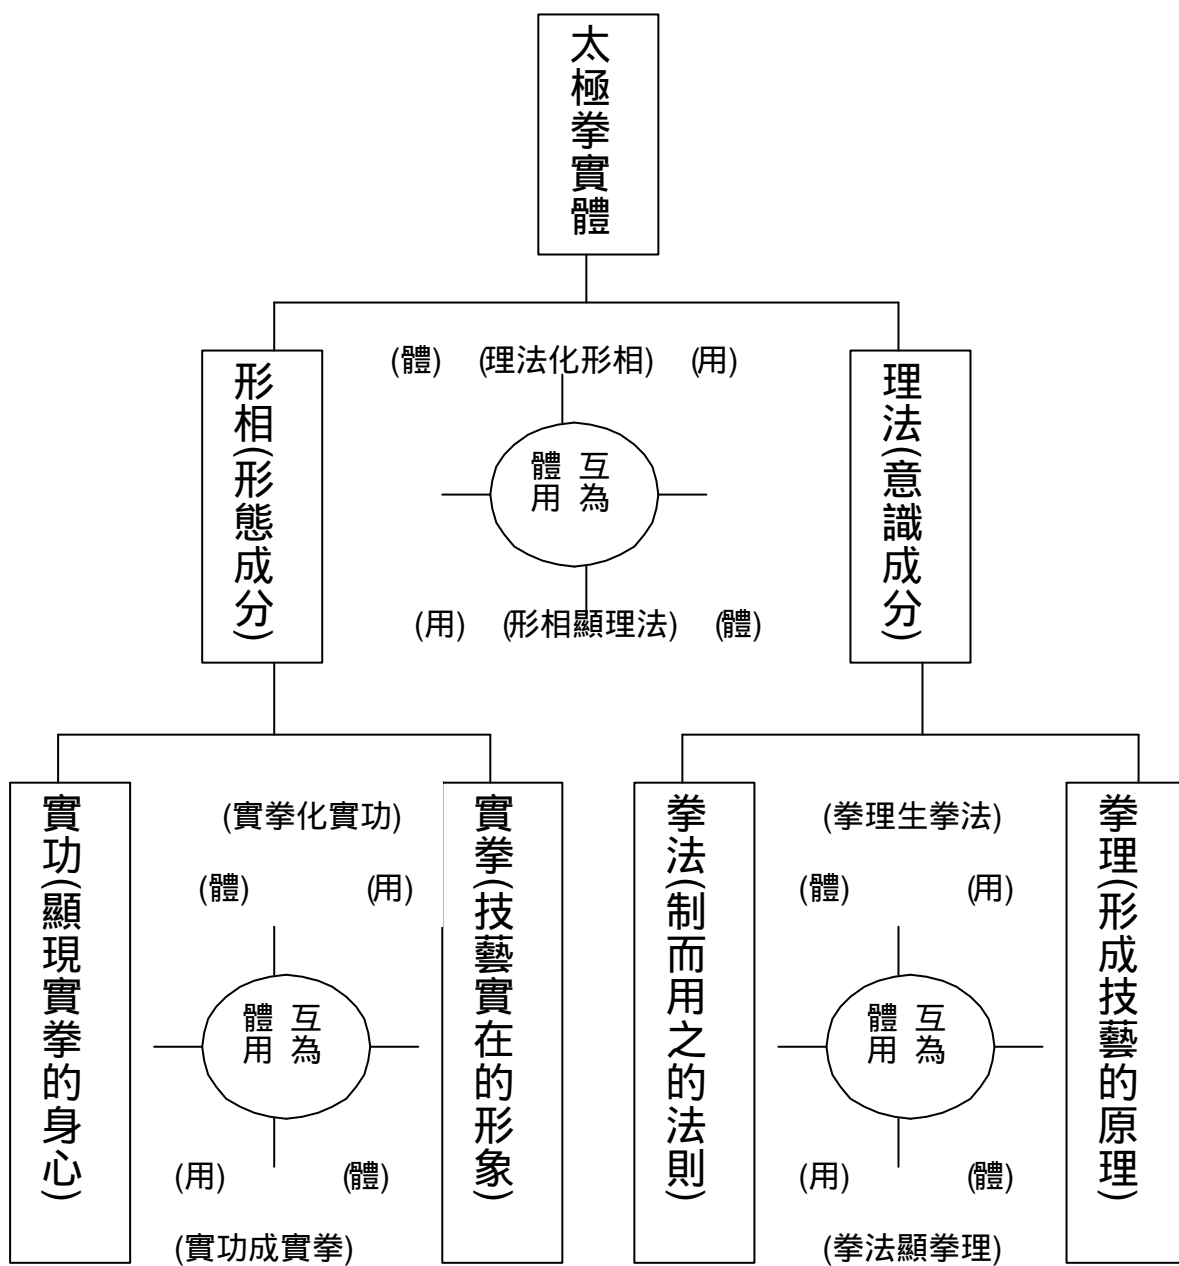 太極拳實體
(體) (理法化形相) (用)
形相(形態成分)
互為
體用
理法(意識成分)
(用) (形相顯理法) (體)
實功(顯現實拳的身心)
(實拳化實功)
(體) (用)
互為
體用
(用) (體)
(實功成實拳)
實拳(技藝實在的形象)
拳法(制而用之的法則)
(拳理生拳法)
(體) (用)
互為
體用
(用) (體)
(拳法顯拳理)
拳理(形成技藝的原理)